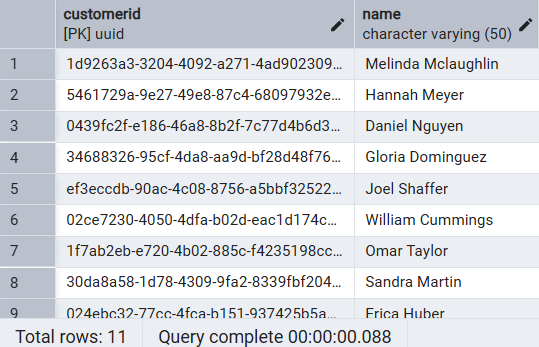 customerid name
[PK] uuid character varying (50)
1 1d9263a3-3204-4092-a271-4ad902309... Melinda Mclaughlin
2 5461729a-9e27-49e8-87c4-68097932e... Hannah Meyer
3 0439fc2f-e186-46a8-8b2f-7c77d4b6d3... Daniel Nguyen
4 34688326-95cf-4da8-aa9d-bf28d48f76... Gloria Dominguez
5 ef3eccdb-90ac-4c08-8756-a5bbf32522... Joel Shaffer
6 02ce7230-4050-4dfa-b02d-eac1d174c... William Cummings
7 1f7ab2eb-e720-4b02-885c-f4235198cc... Omar Taylor
8 30da8a58-1d78-4309-9fa2-8339fbf204... Sandra Martin
9 024ebc32-77cc-4fca-b151-937425b5a... Erica Huber
Total rows: 11 Query complete 00:00:00.088